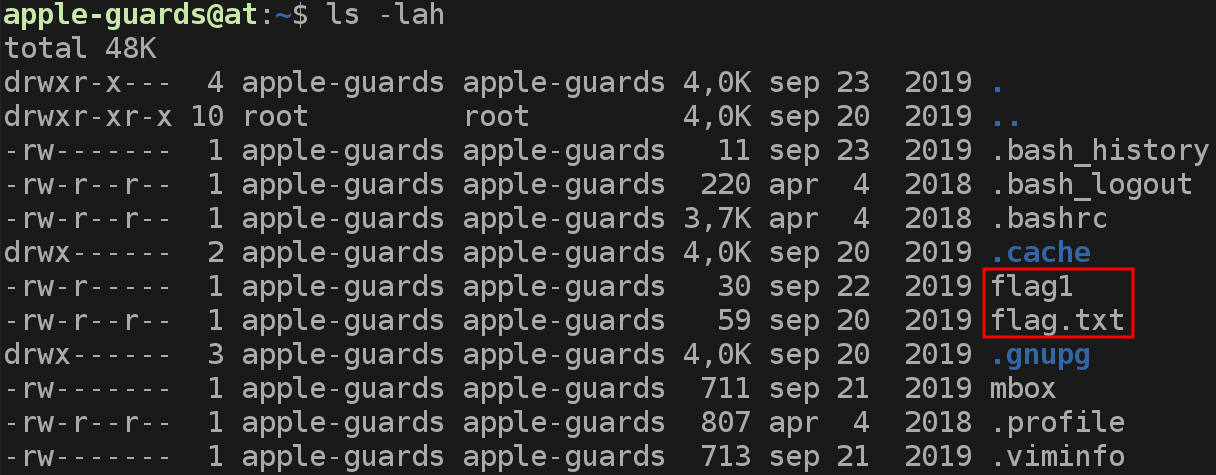 apple-guards@at:~$ ls -lah
total 48K
drwxr-x---  4 apple-guards apple-guards 4,0K sep 23  2019 .
drwxr-xr-x 10 root         root         4,0K sep 20  2019 ..
-rw-------  1 apple-guards apple-guards   11 sep 23  2019 .bash_history
-rw-r--r--  1 apple-guards apple-guards  220 apr  4  2018 .bash_logout
-rw-r--r--  1 apple-guards apple-guards 3,7K apr  4  2018 .bashrc
drwx------  2 apple-guards apple-guards 4,0K sep 20  2019 .cache
-rw-r-----  1 apple-guards apple-guards   30 sep 22  2019 flag1
-rw-r--r--  1 apple-guards apple-guards   59 sep 20  2019 flag.txt
drwx------  3 apple-guards apple-guards 4,0K sep 20  2019 .gnupg
-rw-------  1 apple-guards apple-guards  711 sep 21  2019 mbox
-rw-r--r--  1 apple-guards apple-guards  807 apr  4  2018 .profile
-rw-------  1 apple-guards apple-guards  713 sep 21  2019 .viminfo